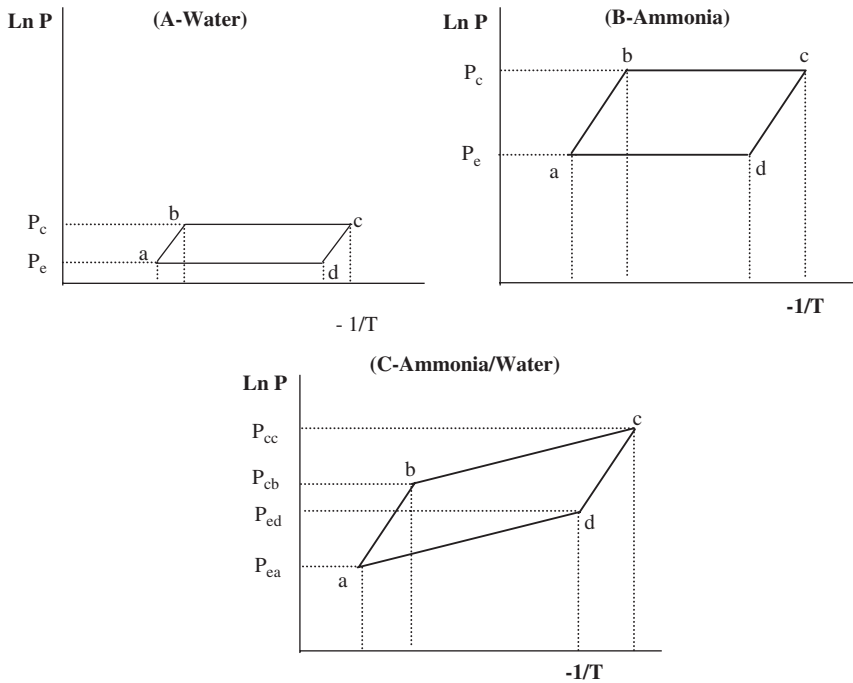 (A-Water)
Ln P
P_c
b
c
P_e
a
d
- 1/T
(B-Ammonia)
Ln P
b
c
P_c
P_e
a
d
-1/T
(C-Ammonia/Water)
Ln P
P_cc
c
b
P_cb
P_ed
d
P_ea
a
-1/T